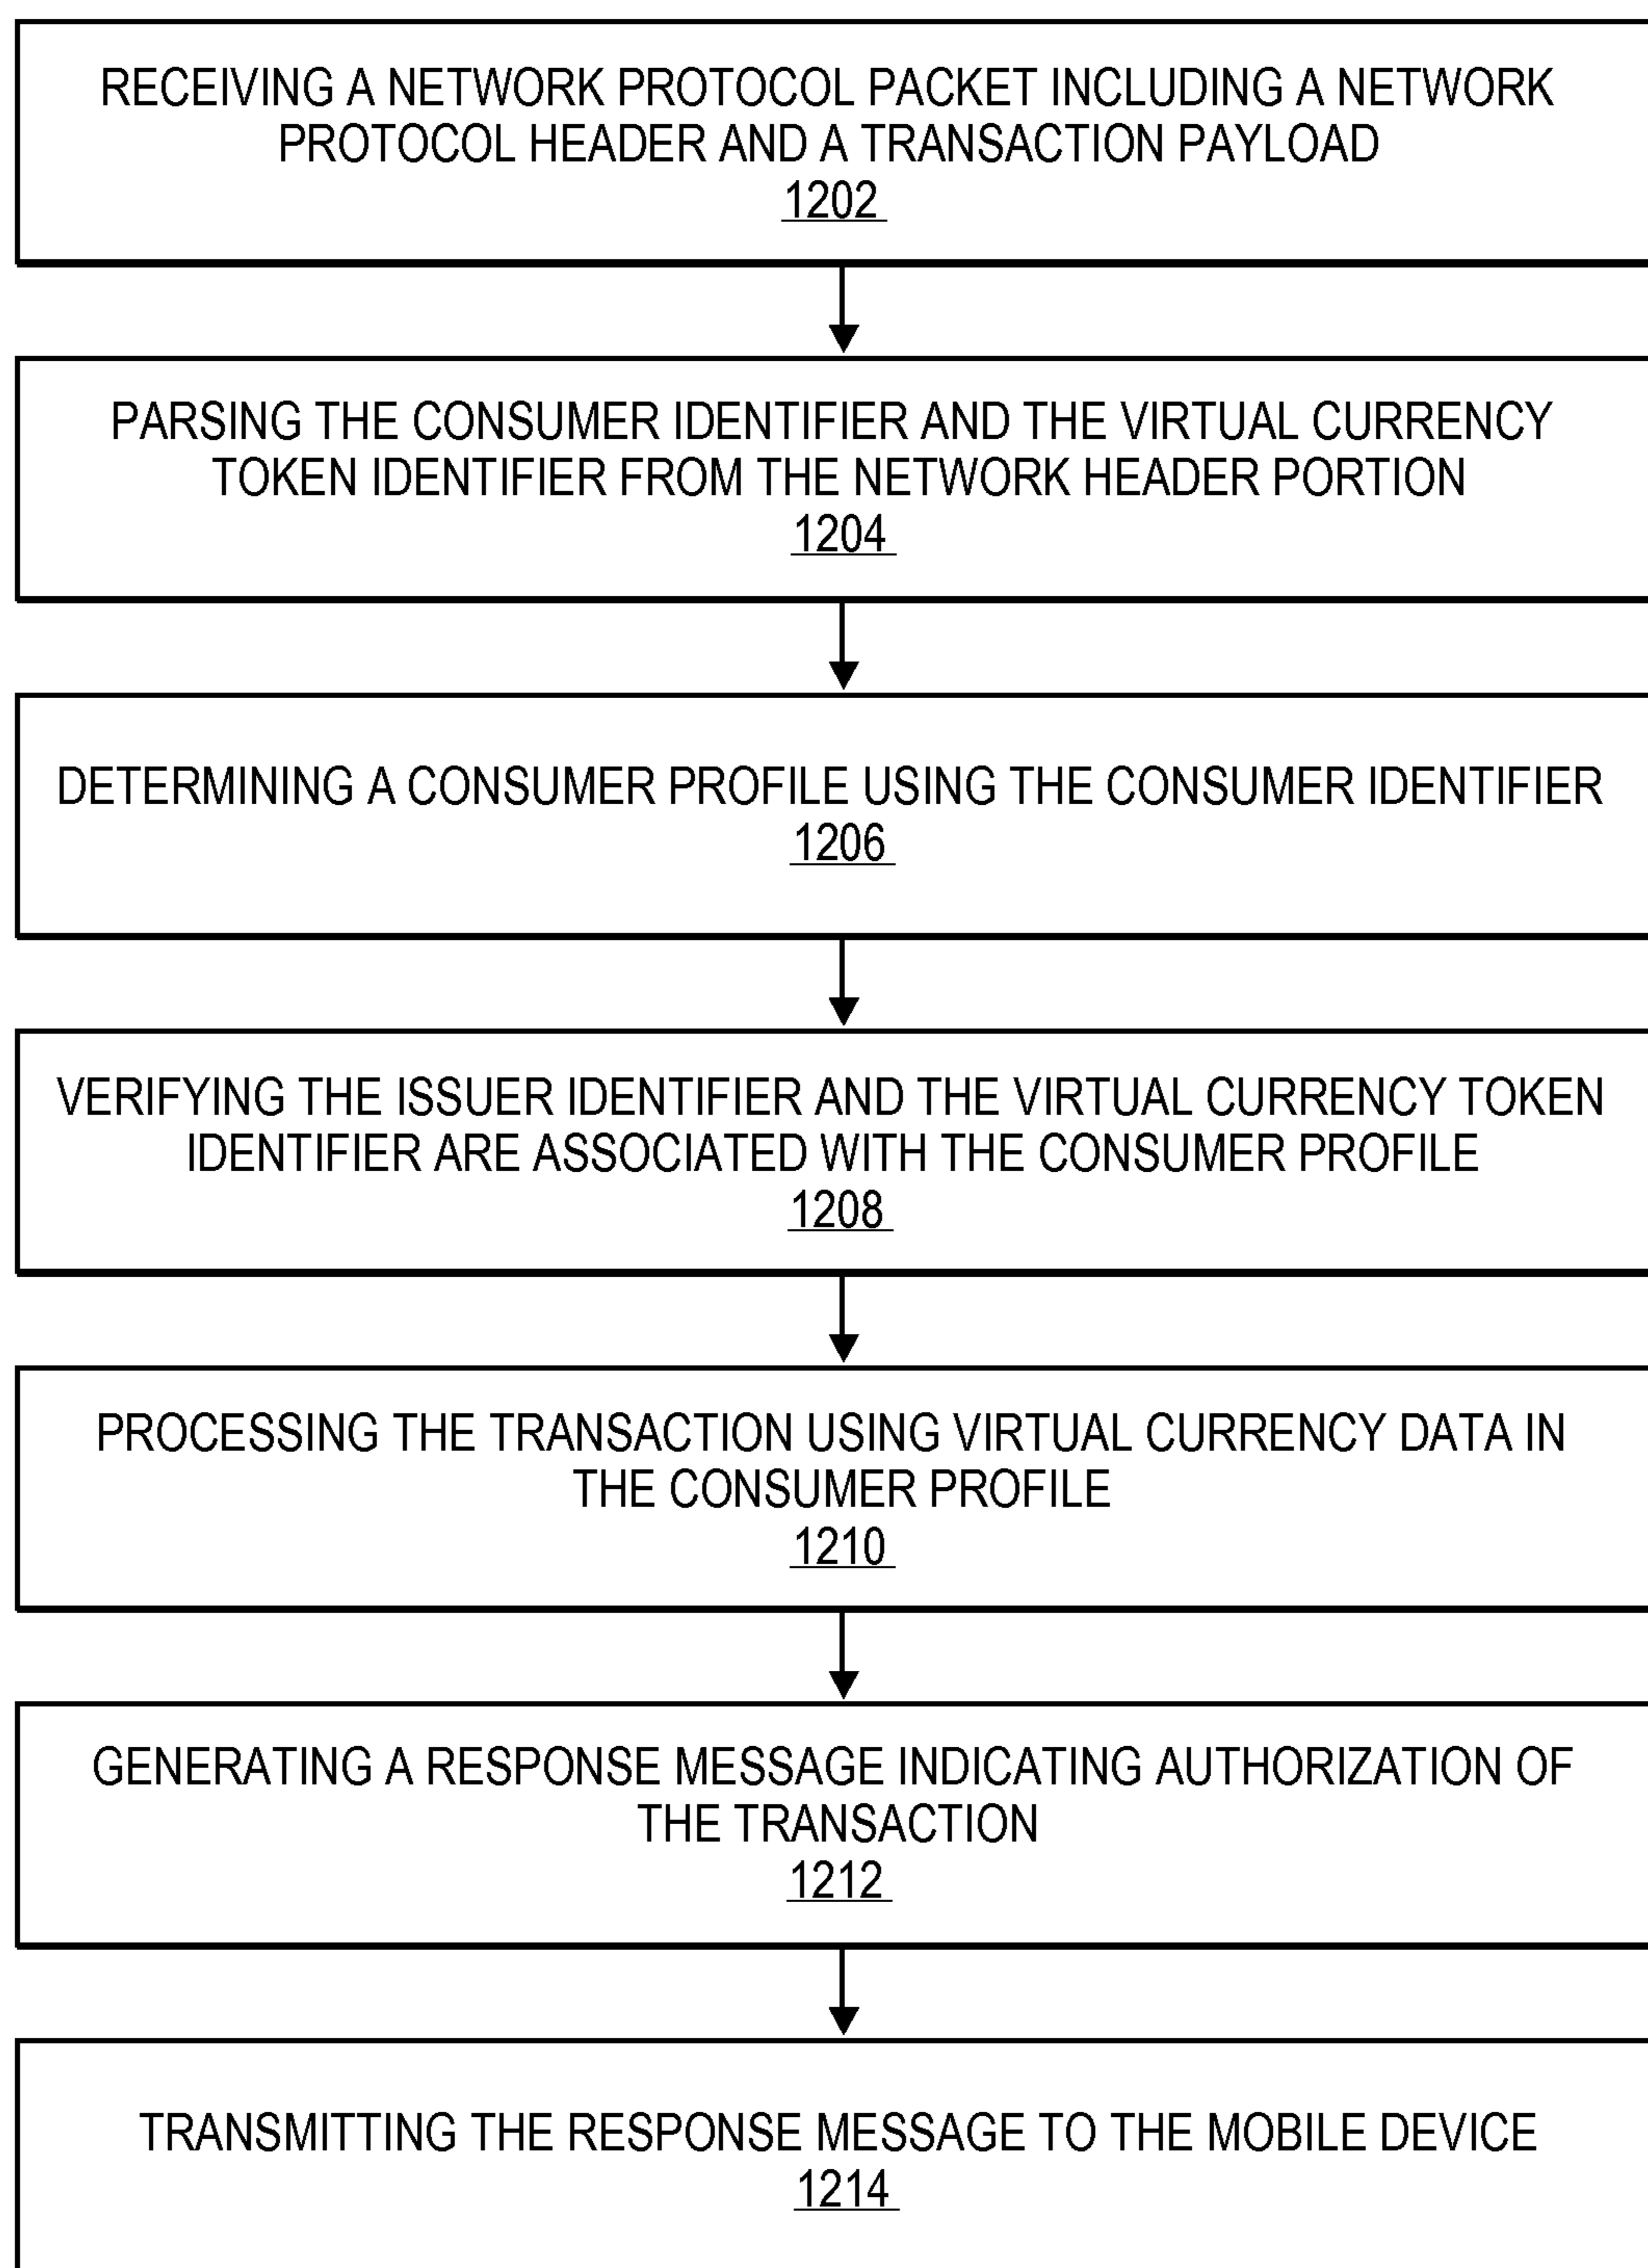 RECEIVING A NETWORK PROTOCOL PACKET INCLUDING A NETWORK
PROTOCOL HEADER AND A TRANSACTION PAYLOAD
1202
PARSING THE CONSUMER IDENTIFIER AND THE VIRTUAL CURRENCY
TOKEN IDENTIFIER FROM THE NETWORK HEADER PORTION
1204
DETERMINING A CONSUMER PROFILE USING THE CONSUMER IDENTIFIER
1206
VERIFYING THE ISSUER IDENTIFIER AND THE VIRTUAL CURRENCY TOKEN
IDENTIFIER ARE ASSOCIATED WITH THE CONSUMER PROFILE
1208
PROCESSING THE TRANSACTION USING VIRTUAL CURRENCY DATA IN
THE CONSUMER PROFILE
1210
GENERATING A RESPONSE MESSAGE INDICATING AUTHORIZATION OF
THE TRANSACTION
1212
TRANSMITTING THE RESPONSE MESSAGE TO THE MOBILE DEVICE
1214